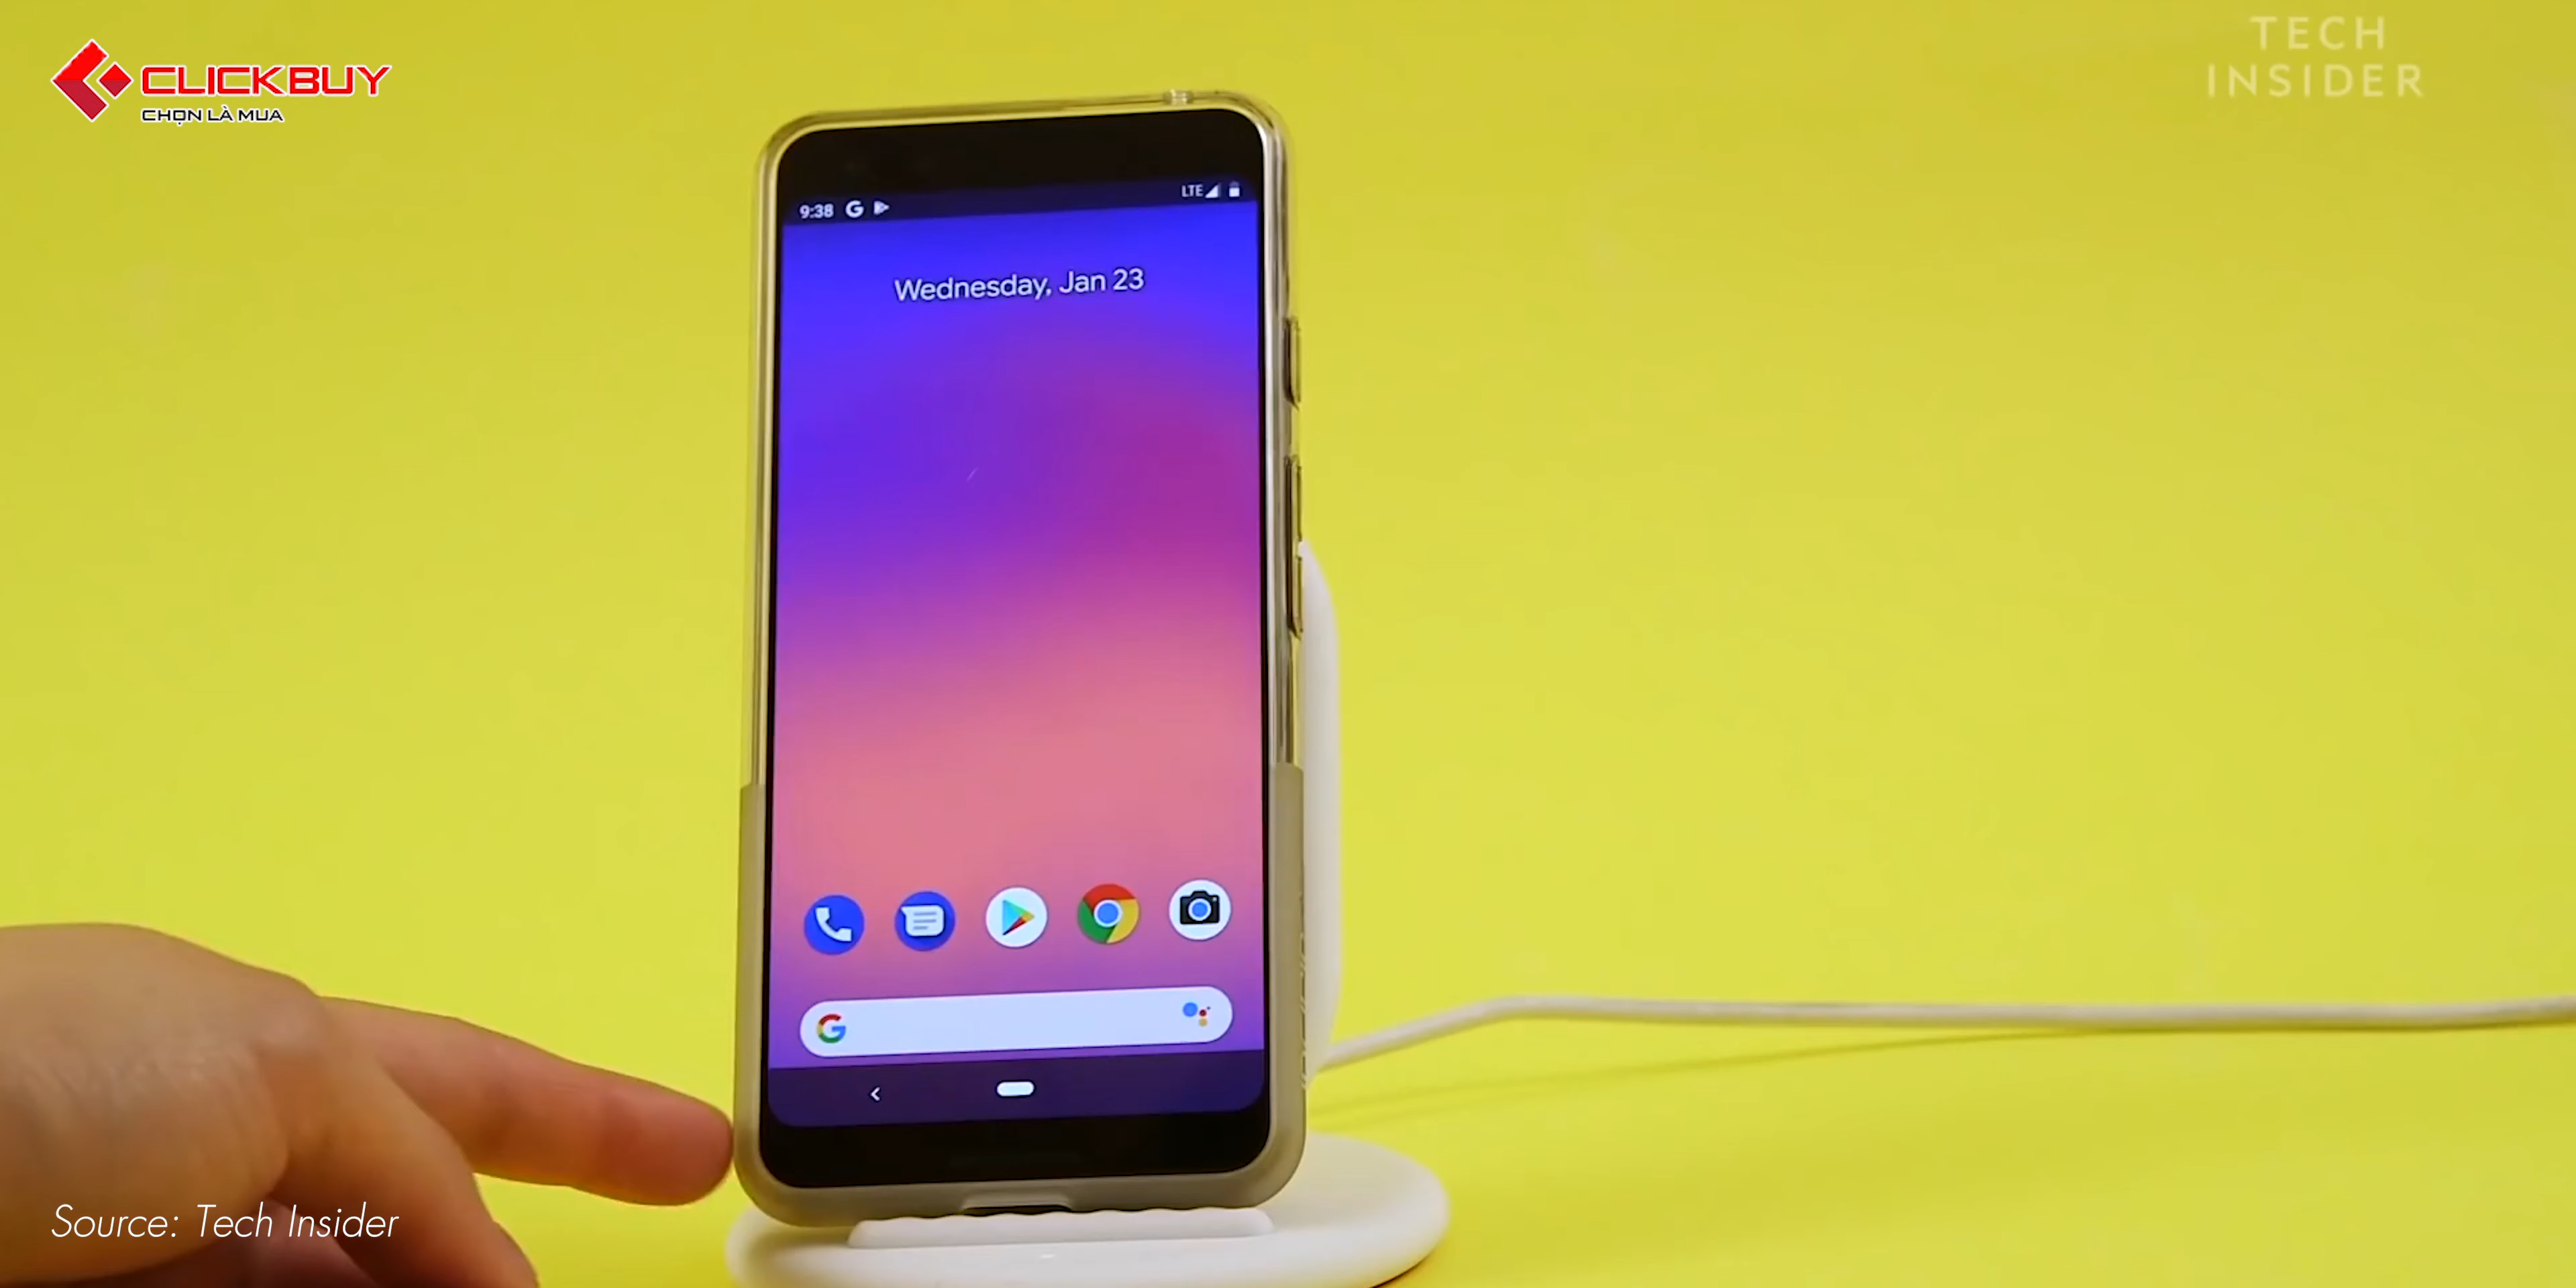 CLICKBUY
CHỌN LÀ MUA
TECH
INSIDER
9:38
LTE
Wednesday, Jan 23
Source: Tech Insider